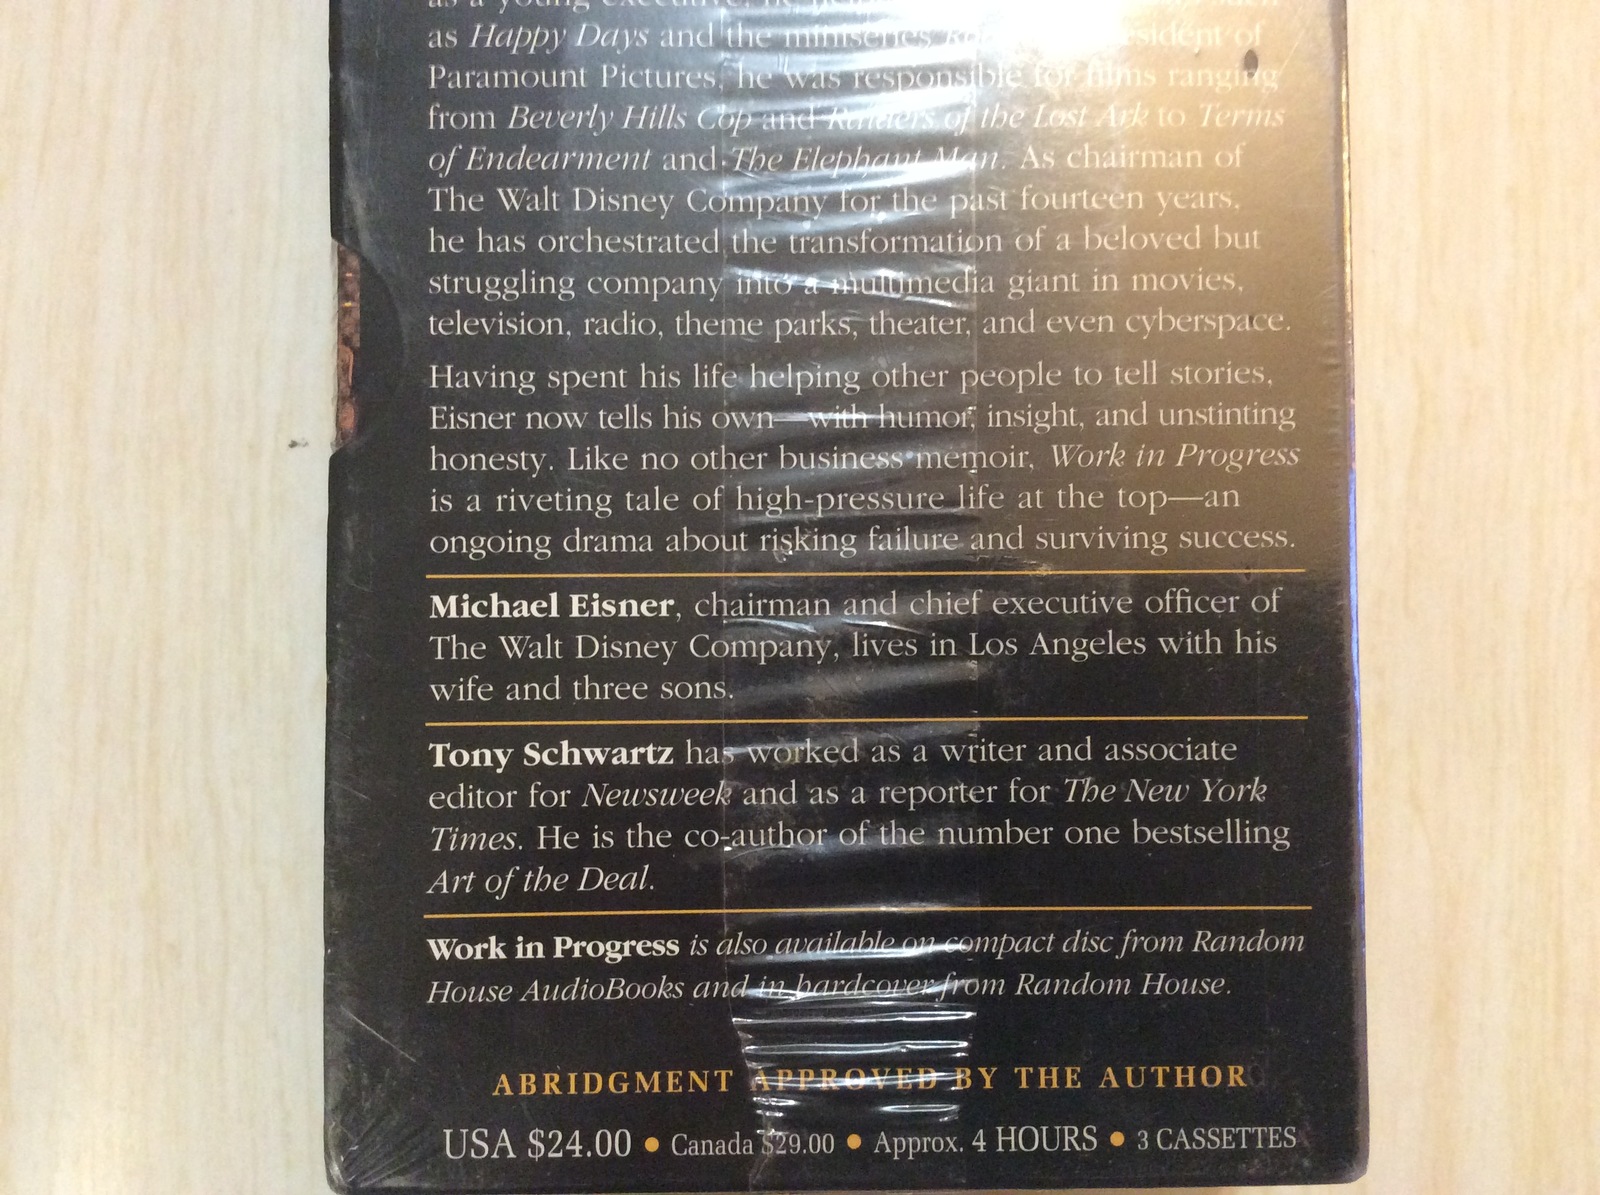 as a young executive, he
as Happy Days and the miniseries president of
Paramount Pictures, he was responsible for films ranging
from Beverly Hills Cop and Raiders of the Lost Ark to Terms
of Endearment and The Elephant Man. As chairman of
The Walt Disney Company for the past fourteen years,
he has orchestrated the transformation of a beloved but
struggling company into a multimedia giant in movies,
television, radio, theme parks, theater, and even cyberspace.
Having spent his life helping other people to tell stories,
Eisner now tells his own—with humor, insight, and unstinting
honesty. Like no other business memoir, Work in Progress
is a riveting tale of high-pressure life at the top—an
ongoing drama about risking failure and surviving success.
Michael Eisner, chairman and chief executive officer of
The Walt Disney Company, lives in Los Angeles with his
wife and three sons.
Tony Schwartz has worked as a writer and associate
editor for Newsweek and as a reporter for The New York
Times. He is the co-author of the number one bestselling
Art of the Deal.
Work in Progress is also available on compact disc from Random
House AudioBooks and in hardcover from Random House.
ABRIDGMENT APPROVED BY THE AUTHOR
USA $24.00 • Canada $29.00 • Approx. 4 HOURS • 3 CASSETTES